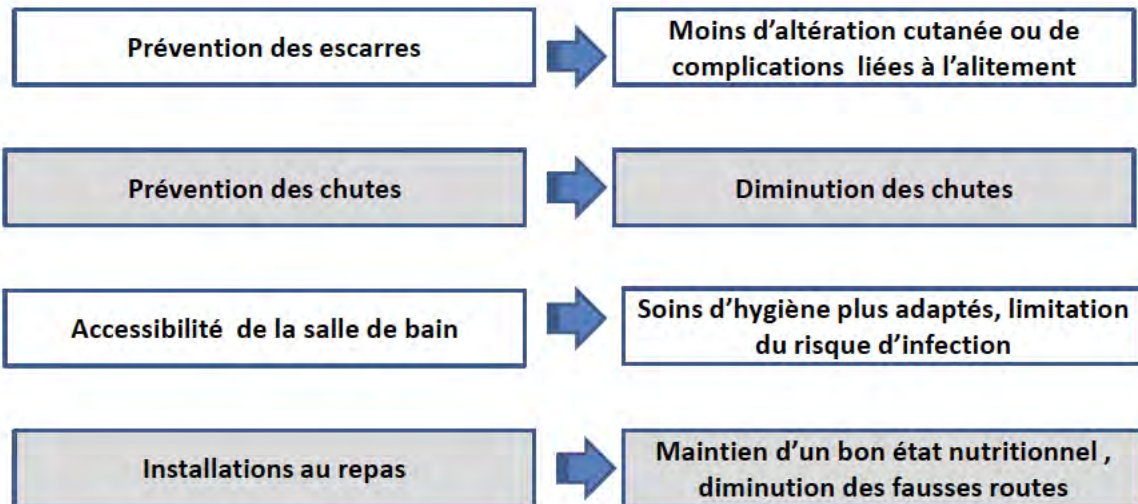 Prévention des escarres
Moins d'altération cutanée ou de
complications liées à l'alitement
Prévention des chutes
Diminution des chutes
Accessibilité de la salle de bain
Soins d'hygiène plus adaptés, limitation
du risque d'infection
Installations au repas
Maintien d'un bon état nutritionnel ,
diminution des fausses routes